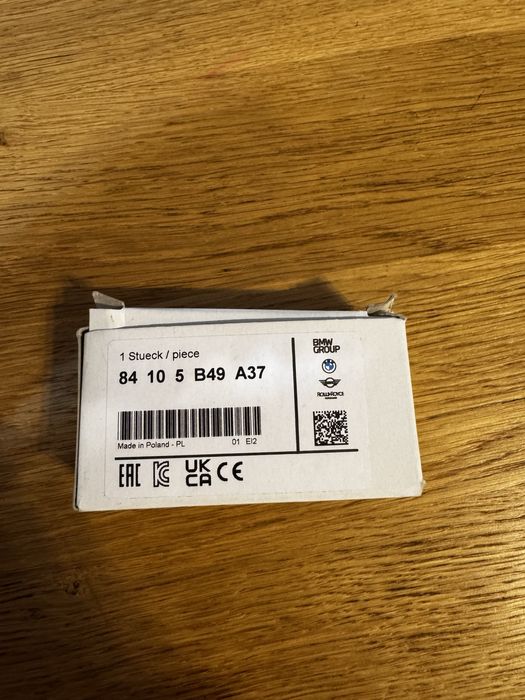 1 Stueck / piece
84 10 5 B49 A37
Made in Poland - PL 01 EI2
EAC UK CA CE
BMW
GROUP
ROLLS-ROYCE